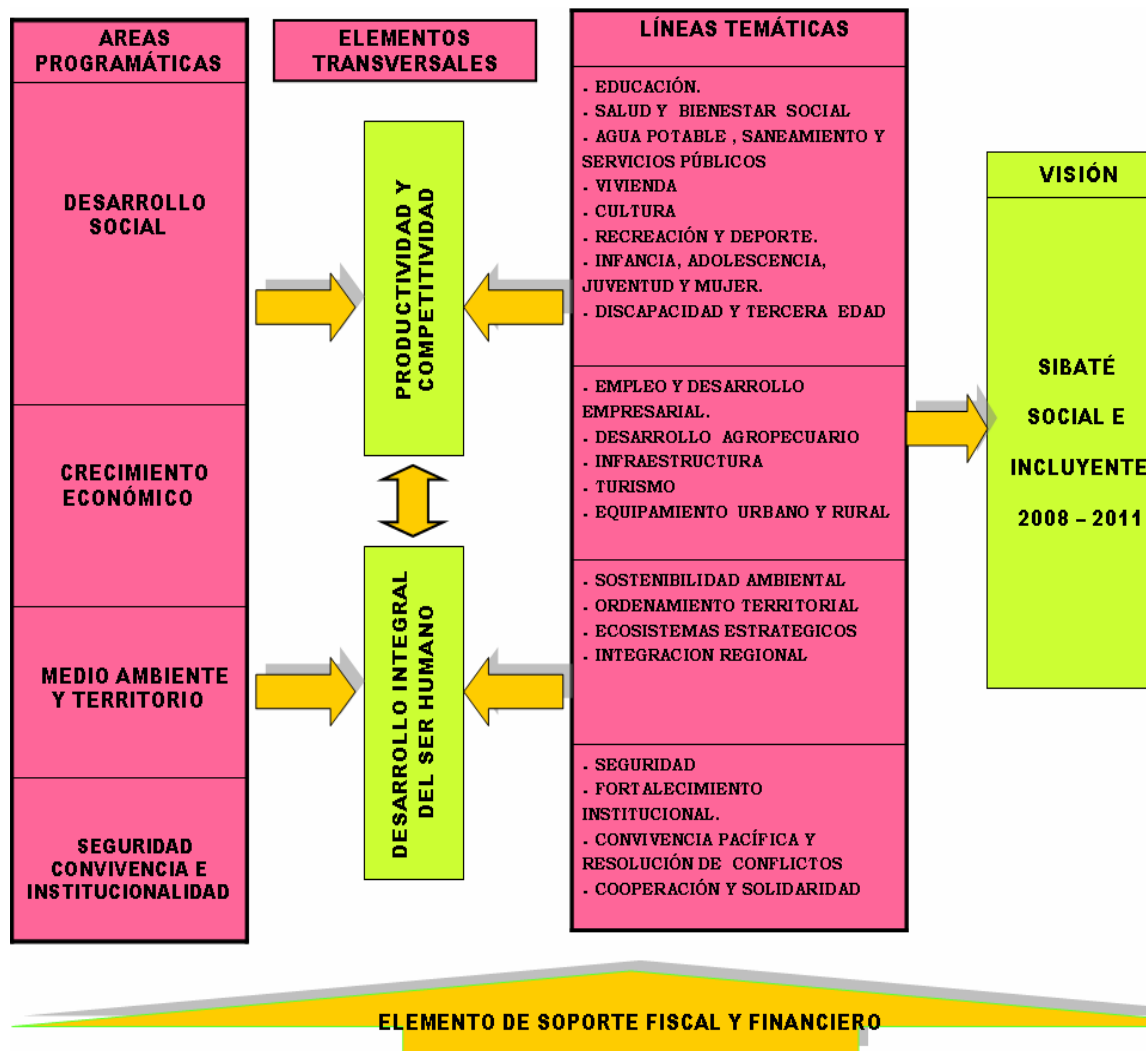 AREAS
PROGRAMÁTICAS
DESARROLLO
SOCIAL
CRECIMIENTO
ECONÓMICO
MEDIO AMBIENTE
Y TERRITORIO
SEGURIDAD
CONVIVENCIA E
INSTITUCIONALIDAD
ELEMENTOS
TRANSVERSALES
PRODUCTIVIDAD Y
COMPETITIVIDAD
DESARROLLO INTEGRAL
DEL SER HUMANO
LÍNEAS TEMÁTICAS
- EDUCACIÓN.
- SALUD Y BIENESTAR SOCIAL
- AGUA POTABLE , SANEAMIENTO Y
SERVICIOS PÚBLICOS
- VIVIENDA
- CULTURA
- RECREACIÓN Y DEPORTE.
- INFANCIA, ADOLESCENCIA,
JUVENTUD Y MUJER.
- DISCAPACIDAD Y TERCERA EDAD
- EMPLEO Y DESARROLLO
EMPRESARIAL.
- DESARROLLO AGROPECUARIO
- INFRAESTRUCTURA
- TURISMO
- EQUIPAMIENTO URBANO Y RURAL
- SOSTENIBILIDAD AMBIENTAL
- ORDENAMIENTO TERRITORIAL
- ECOSISTEMAS ESTRATEGICOS
- INTEGRACION REGIONAL
- SEGURIDAD
- FORTALECIMIENTO
INSTITUCIONAL.
- CONVIVENCIA PACÍFICA Y
RESOLUCIÓN DE CONFLICTOS
- COOPERACIÓN Y SOLIDARIDAD
VISIÓN
SIBATÉ
SOCIAL E
INCLUYENTE
2008 – 2011
ELEMENTO DE SOPORTE FISCAL Y FINANCIERO